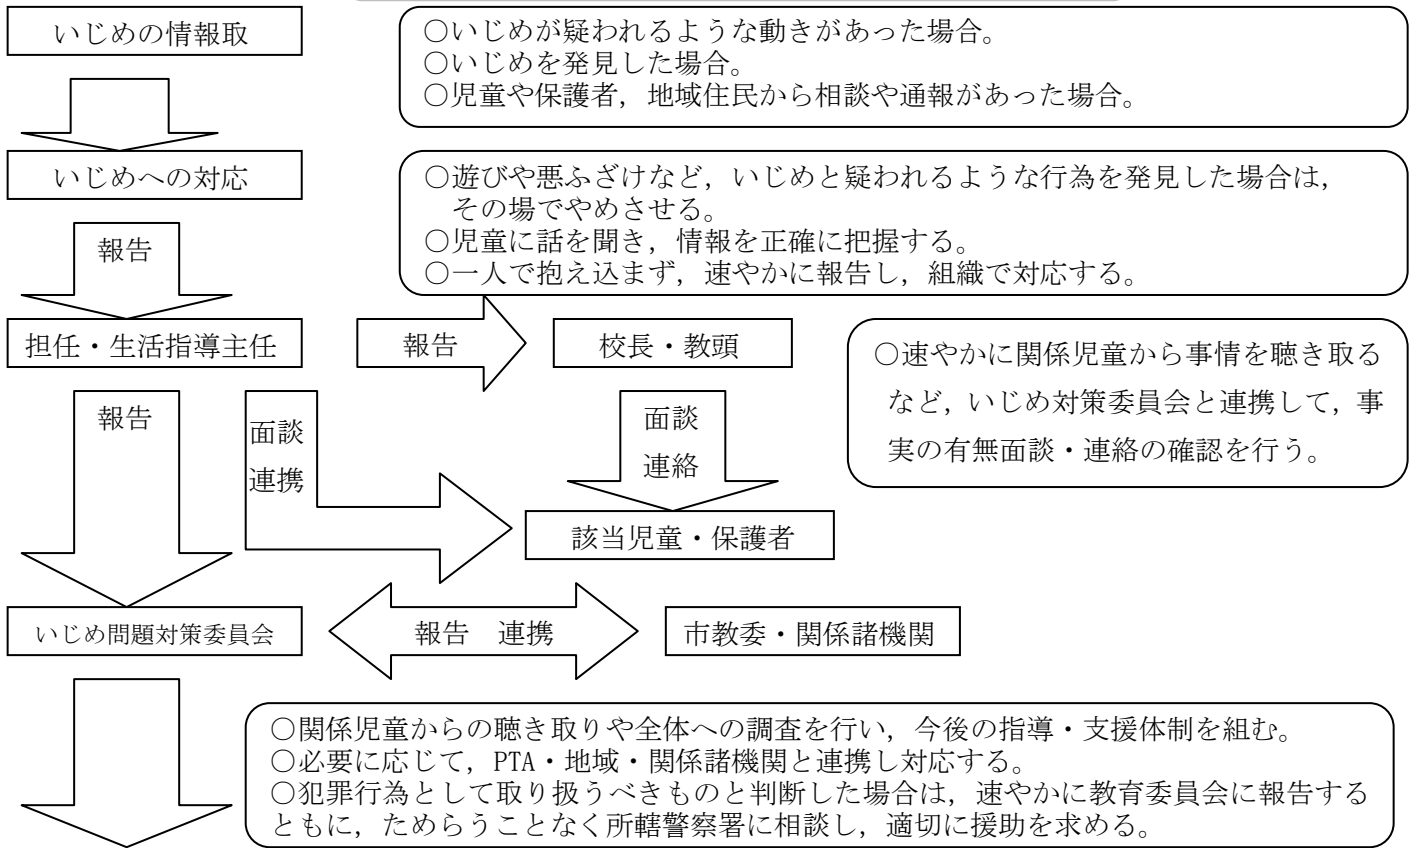 いじめの情報取
○いじめが疑われるような動きがあった場合。
○いじめを発見した場合。
○児童や保護者，地域住民から相談や通報があった場合。
いじめへの対応
○遊びや悪ふざけなど，いじめと疑われるような行為を発見した場合は，
その場でやめさせる。
○児童に話を聞き，情報を正確に把握する。
○一人で抱え込まず，速やかに報告し，組織で対応する。
報告
担任・生活指導主任
報告
校長・教頭
○速やかに関係児童から事情を聴き取る
など，いじめ対策委員会と連携して，事
実の有無面談・連絡の確認を行う。
報告
面談
連携
面談
連絡
該当児童・保護者
いじめ問題対策委員会
報告　連携
市教委・関係諸機関
○関係児童からの聴き取りや全体への調査を行い，今後の指導・支援体制を組む。
○必要に応じて，PTA・地域・関係諸機関と連携し対応する。
○犯罪行為として取り扱うべきものと判断した場合は，速やかに教育委員会に報告する
ともに，ためらうことなく所轄警察署に相談し，適切に援助を求める。